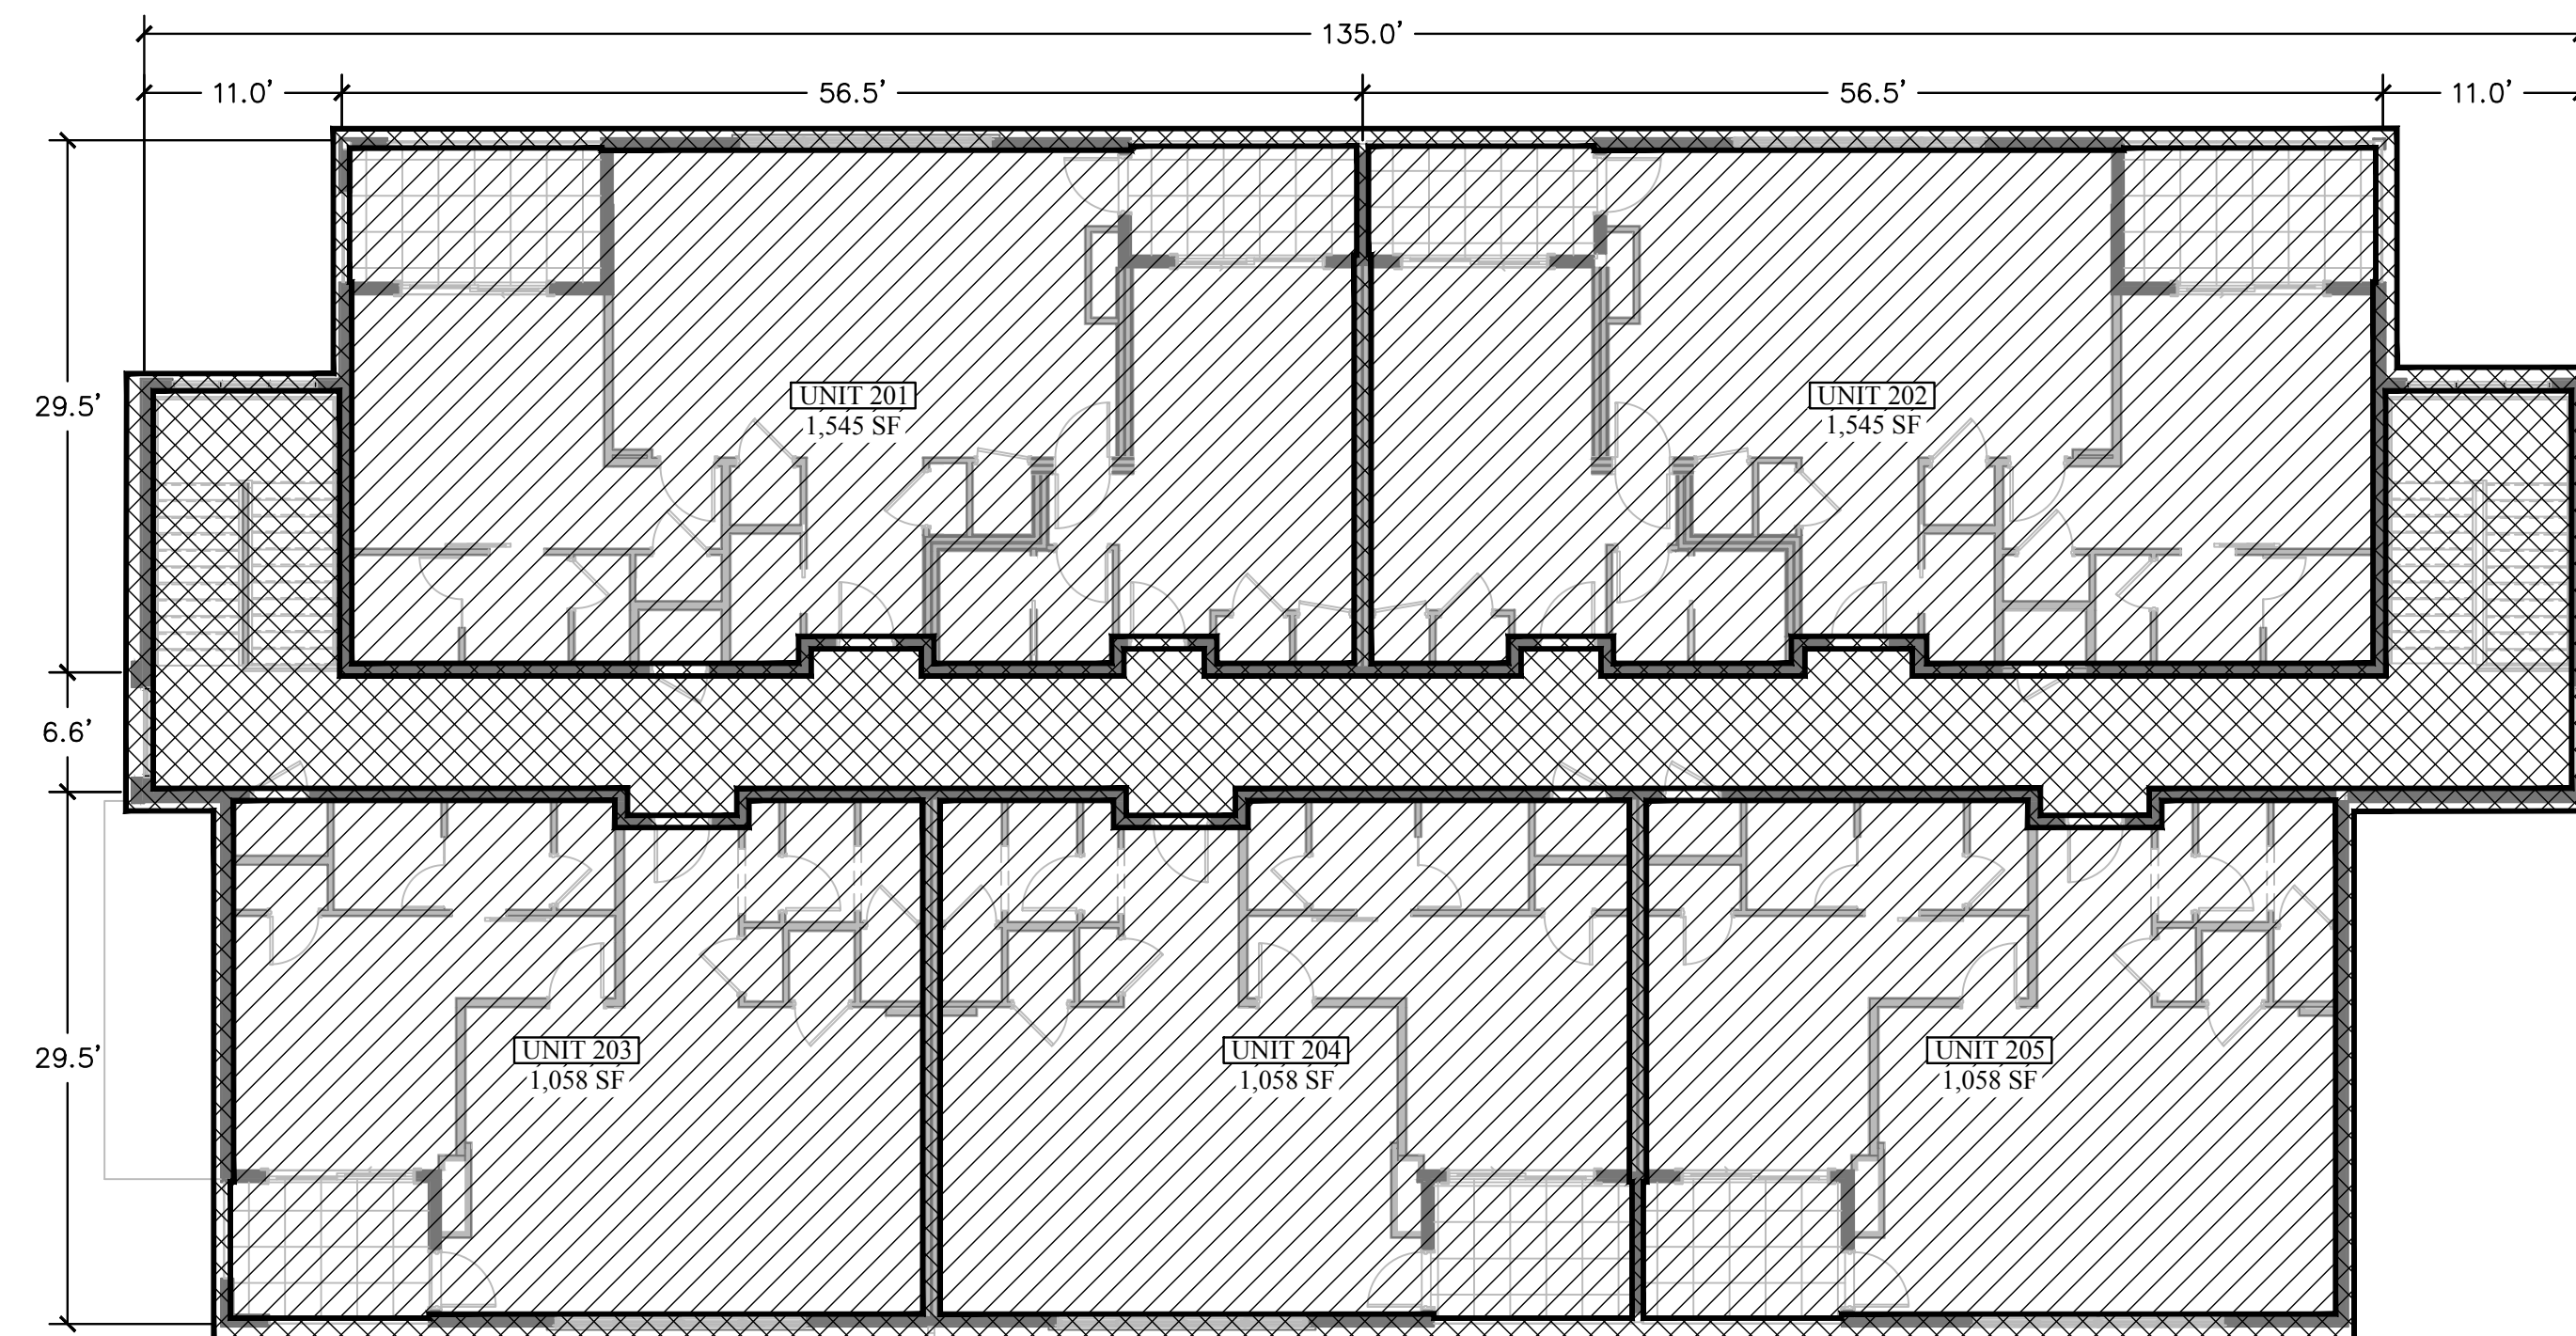 135.0'
11.0' 56.5' 56.5' 11.0'
29.5'
UNIT 201
1,545 SF
UNIT 202
1,545 SF
6.6'
29.5'
UNIT 203
1,058 SF
UNIT 204
1,058 SF
UNIT 205
1,058 SF